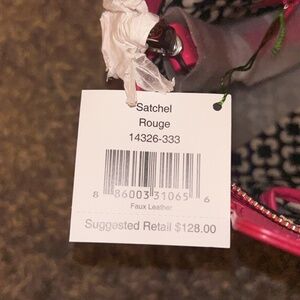 Satchel
Rouge
14326-333
8 86003 31065 6
Faux Leather
Suggested Retail $128.00